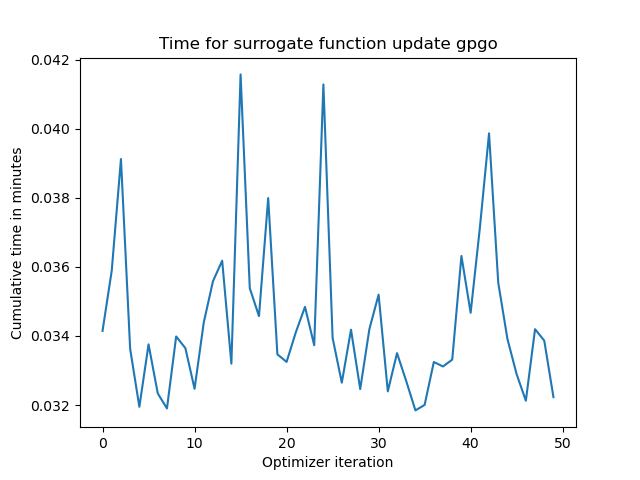 Time for surrogate function update gpgo
Cumulative time in minutes
0.042
0.040
0.038
0.036
0.034
0.032
0 10 20 30 40 50
Optimizer iteration